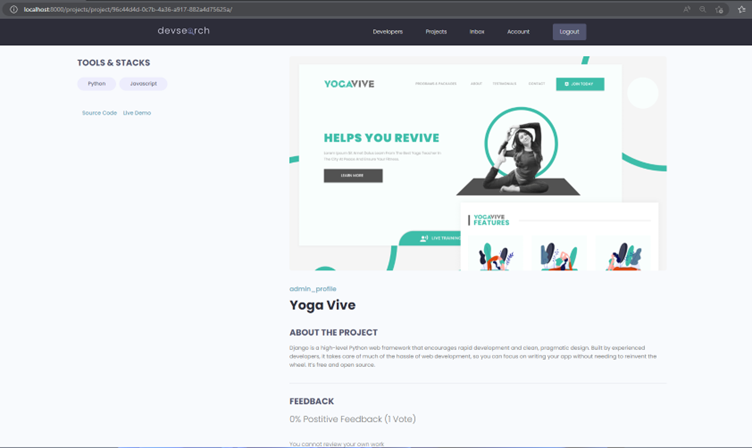 localhost:8000/projects/project/96c44d4d-0c7b-4a36-a917-882a4d75625a/
devsearch
Developers
Projects
Inbox
Account
Logout
TOOLS & STACKS
Python
Javascript
Source Code
Live Demo
YOGAVIVE
PROGRAMS & PACKAGES
ABOUT
TESTIMONIALS
CONTACT
JOIN TODAY
HELPS YOU REVIVE
LEARN MORE
LIVE TRAINING
YOGAVIVE
FEATURES
admin_profile
Yoga Vive
ABOUT THE PROJECT
Django is a high-level Python web framework that encourages rapid development and clean, pragmatic design. Built by experienced
developers, it takes care of much of the hassle of web development, so you can focus on writing your app without needing to reinvent the
wheel. It's free and open source.
FEEDBACK
0% Postitive Feedback (1 Vote)
You cannot review your own work